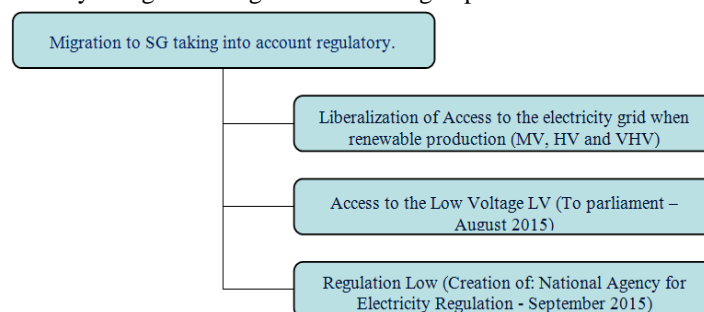 Migration to SG taking into account regulatory.
Liberalization of Access to the electricity grid when
renewable production (MV, HV and VHV)
Access to the Low Voltage LV (To parliament –
August 2015)
Regulation Low (Creation of: National Agency for
Electricity Regulation - September 2015)